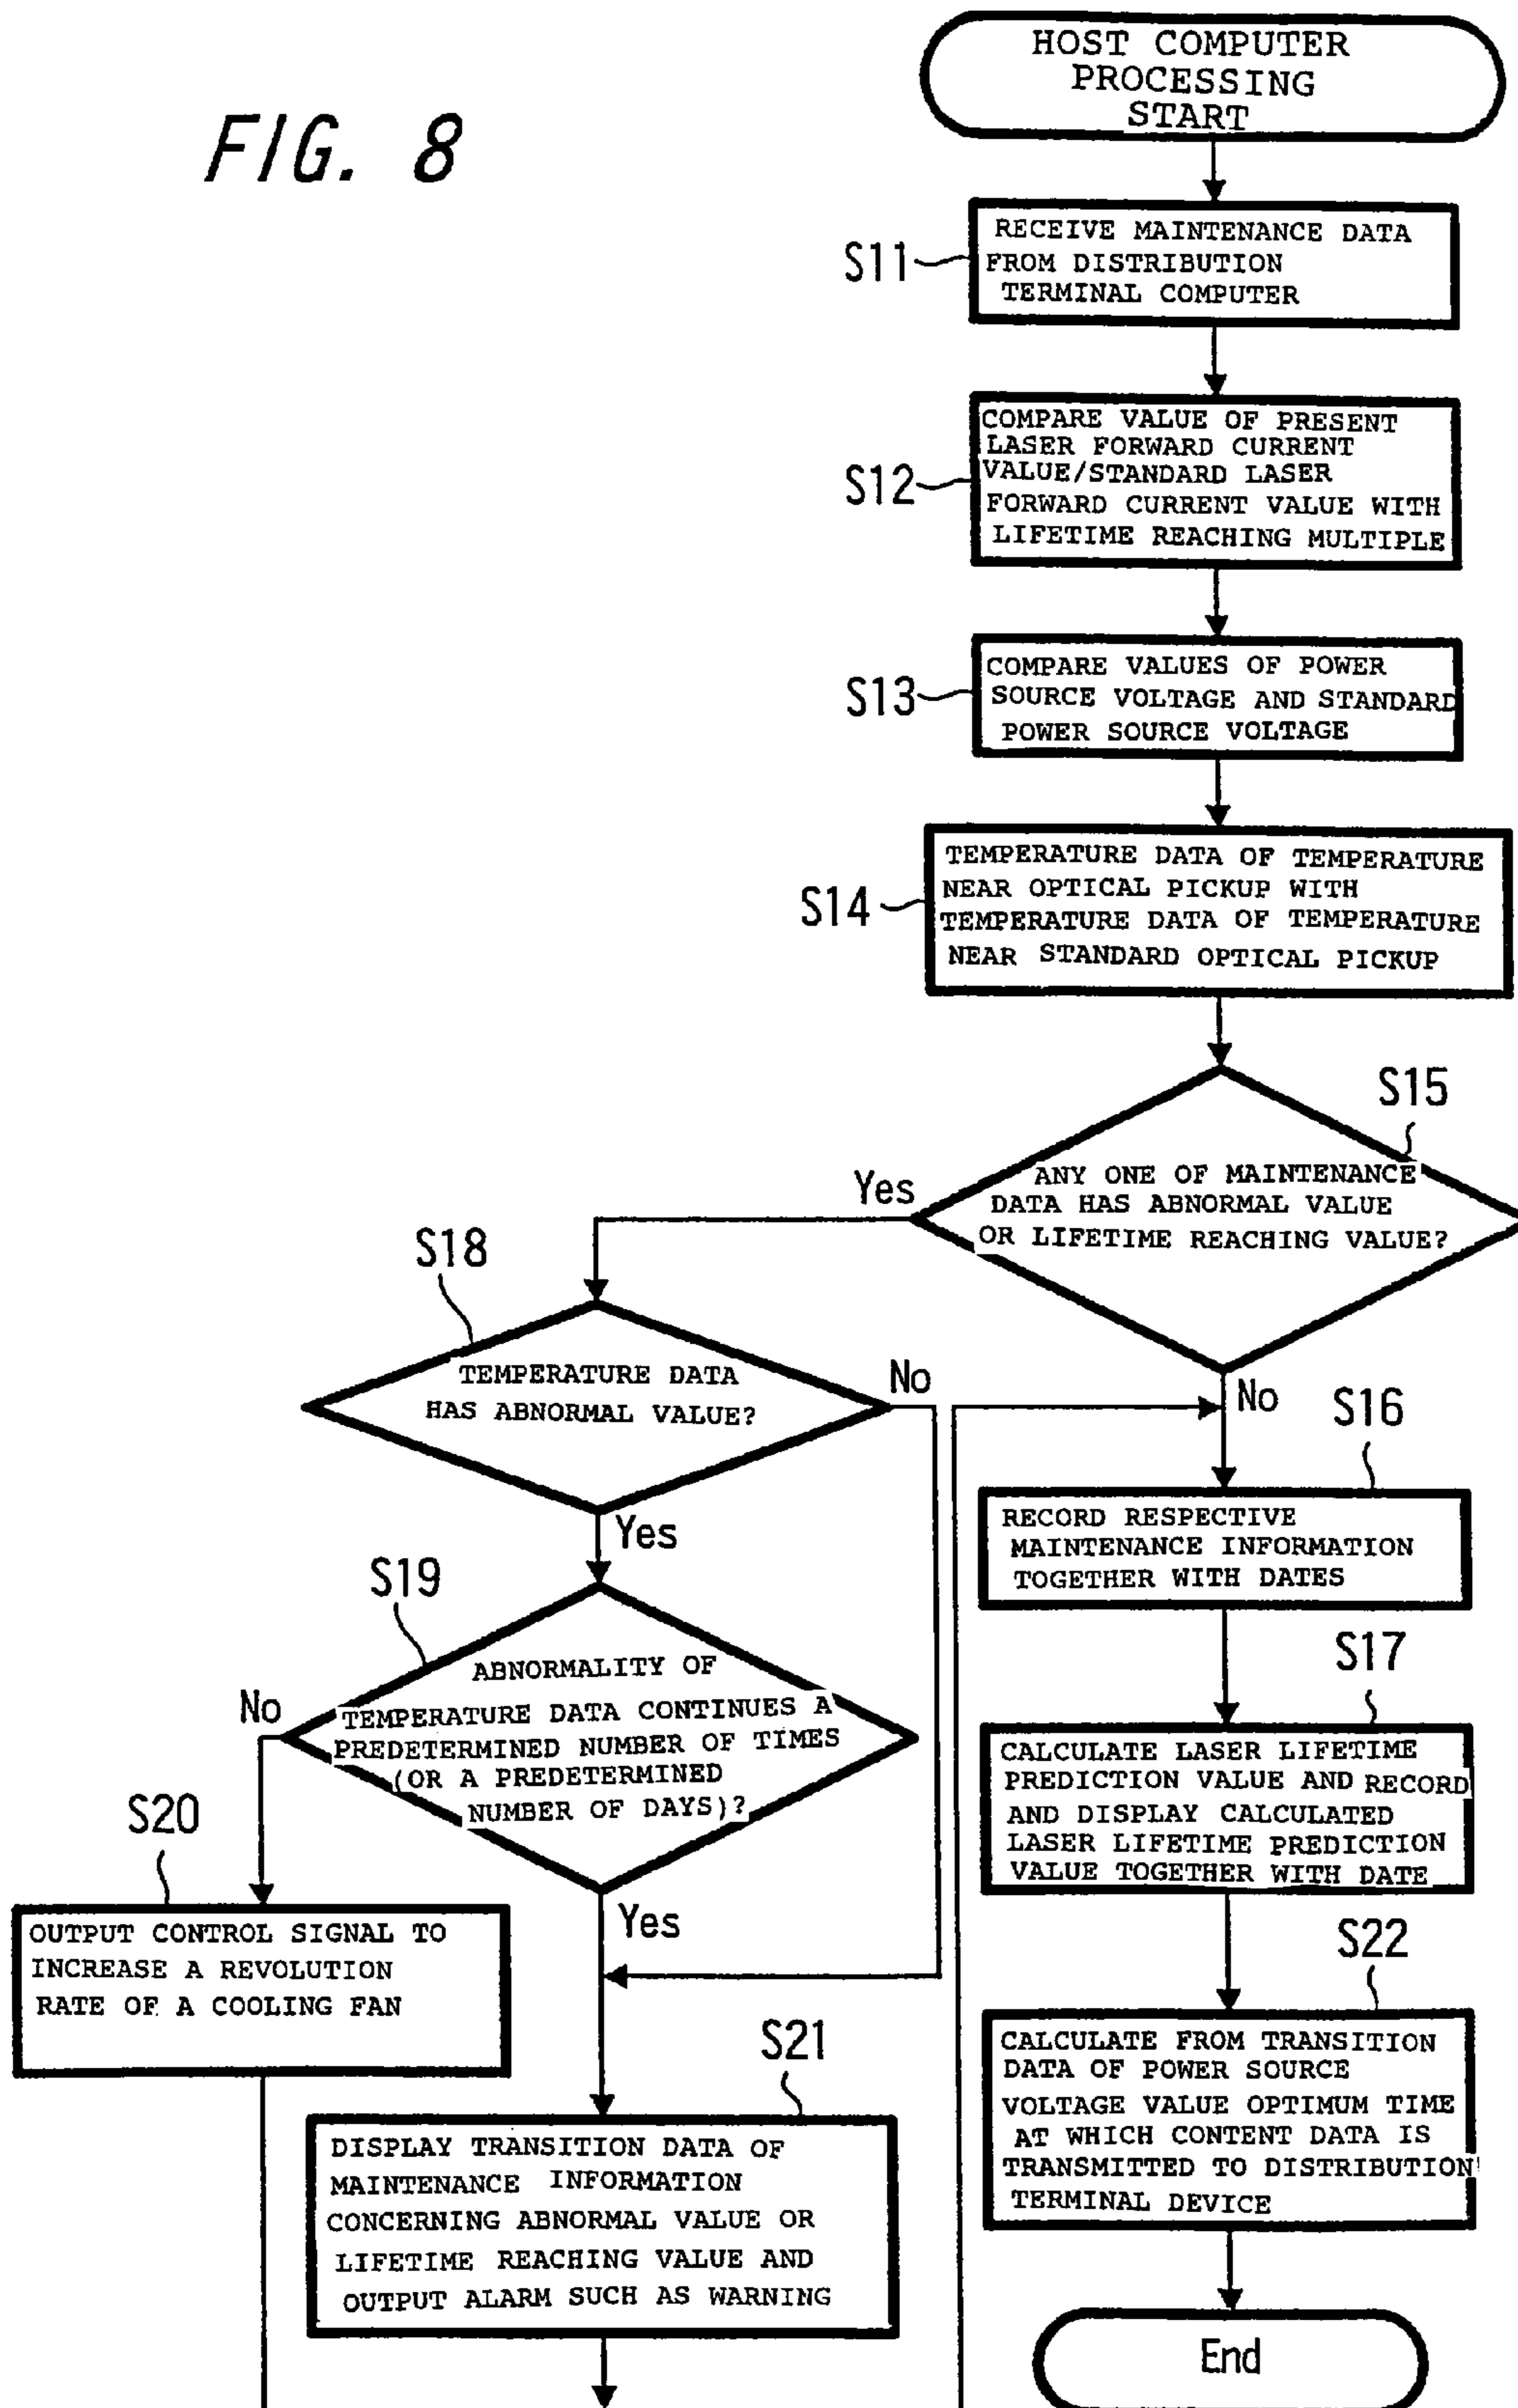 FIG. 8
HOST COMPUTER
PROCESSING
START
S11
RECEIVE MAINTENANCE DATA
FROM DISTRIBUTION
TERMINAL COMPUTER
S12
COMPARE VALUE OF PRESENT
LASER FORWARD CURRENT
VALUE/STANDARD LASER
FORWARD CURRENT VALUE WITH
LIFETIME REACHING MULTIPLE
S13
COMPARE VALUES OF POWER
SOURCE VOLTAGE AND STANDARD
POWER SOURCE VOLTAGE
S14
TEMPERATURE DATA OF TEMPERATURE
NEAR OPTICAL PICKUP WITH
TEMPERATURE DATA OF TEMPERATURE
NEAR STANDARD OPTICAL PICKUP
S15
ANY ONE OF MAINTENANCE
DATA HAS ABNORMAL VALUE
OR LIFETIME REACHING VALUE?
Yes
No
S18
TEMPERATURE DATA
HAS ABNORMAL VALUE?
No
Yes
S16
RECORD RESPECTIVE
MAINTENANCE INFORMATION
TOGETHER WITH DATES
S19
ABNORMALITY OF
TEMPERATURE DATA CONTINUES A
PREDETERMINED NUMBER OF TIMES
(OR A PREDETERMINED
NUMBER OF DAYS)?
No
Yes
S17
CALCULATE LASER LIFETIME
PREDICTION VALUE AND RECORD
AND DISPLAY CALCULATED
LASER LIFETIME PREDICTION
VALUE TOGETHER WITH DATE
S20
OUTPUT CONTROL SIGNAL TO
INCREASE A REVOLUTION
RATE OF A COOLING FAN
S21
DISPLAY TRANSITION DATA OF
MAINTENANCE INFORMATION
CONCERNING ABNORMAL VALUE OR
LIFETIME REACHING VALUE AND
OUTPUT ALARM SUCH AS WARNING
S22
CALCULATE FROM TRANSITION
DATA OF POWER SOURCE
VOLTAGE VALUE OPTIMUM TIME
AT WHICH CONTENT DATA IS
TRANSMITTED TO DISTRIBUTION
TERMINAL DEVICE
End